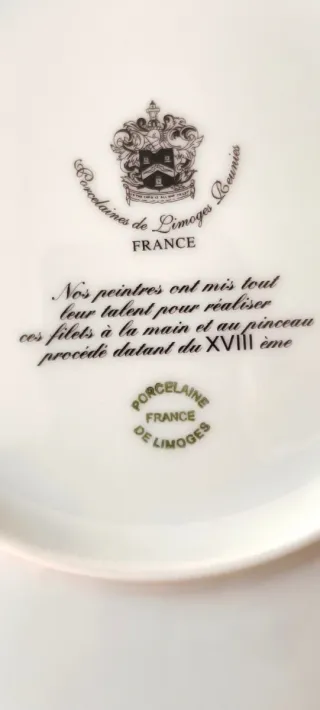 Porcelaines de Limoges Réunies
FRANCE
Nos peintres ont mis tout
leur talent pour réaliser
ces filets à la main et au pinceau
procédé datant du XVIII ème
PORCELAINE
FRANCE
DE LIMOGES